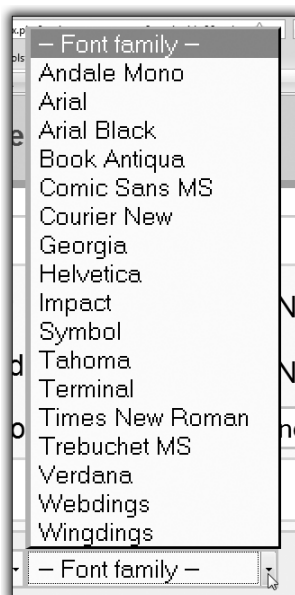 – Font family –
Andale Mono
Arial
Arial Black
Book Antiqua
Comic Sans MS
Courier New
Georgia
Helvetica
Impact
Symbol
Tahoma
Terminal
Times New Roman
Trebuchet MS
Verdana
Webdings
Wingdings
– Font family –